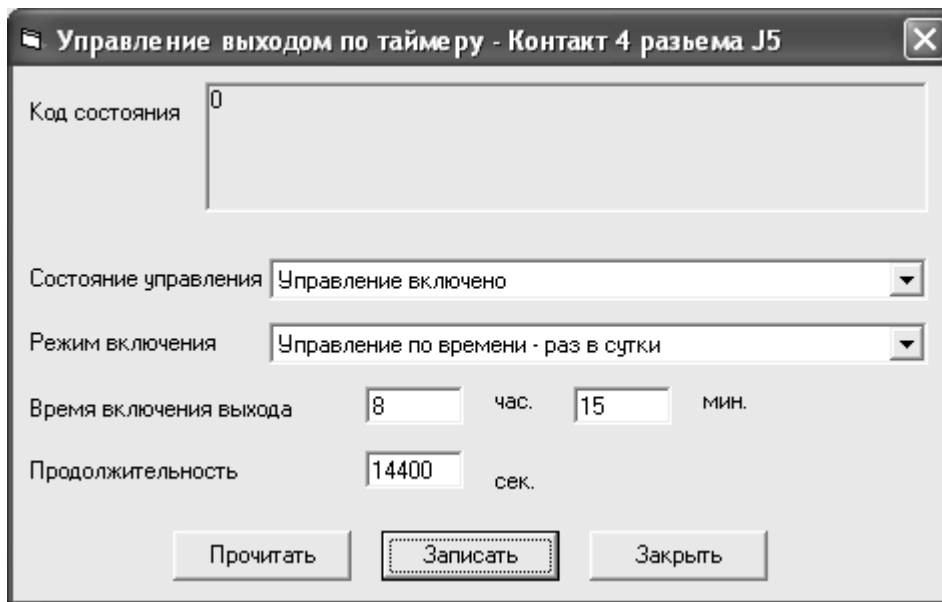 Управление выходом по таймеру - Контакт 4 разьема J5
Код состояния 0
Состояние управления Управление включено
Режим включения Управление по времени - раз в сутки
Время включения выхода 8 час. 15 мин.
Продолжительность 14400 сек.
Прочитать Записать Закрыть